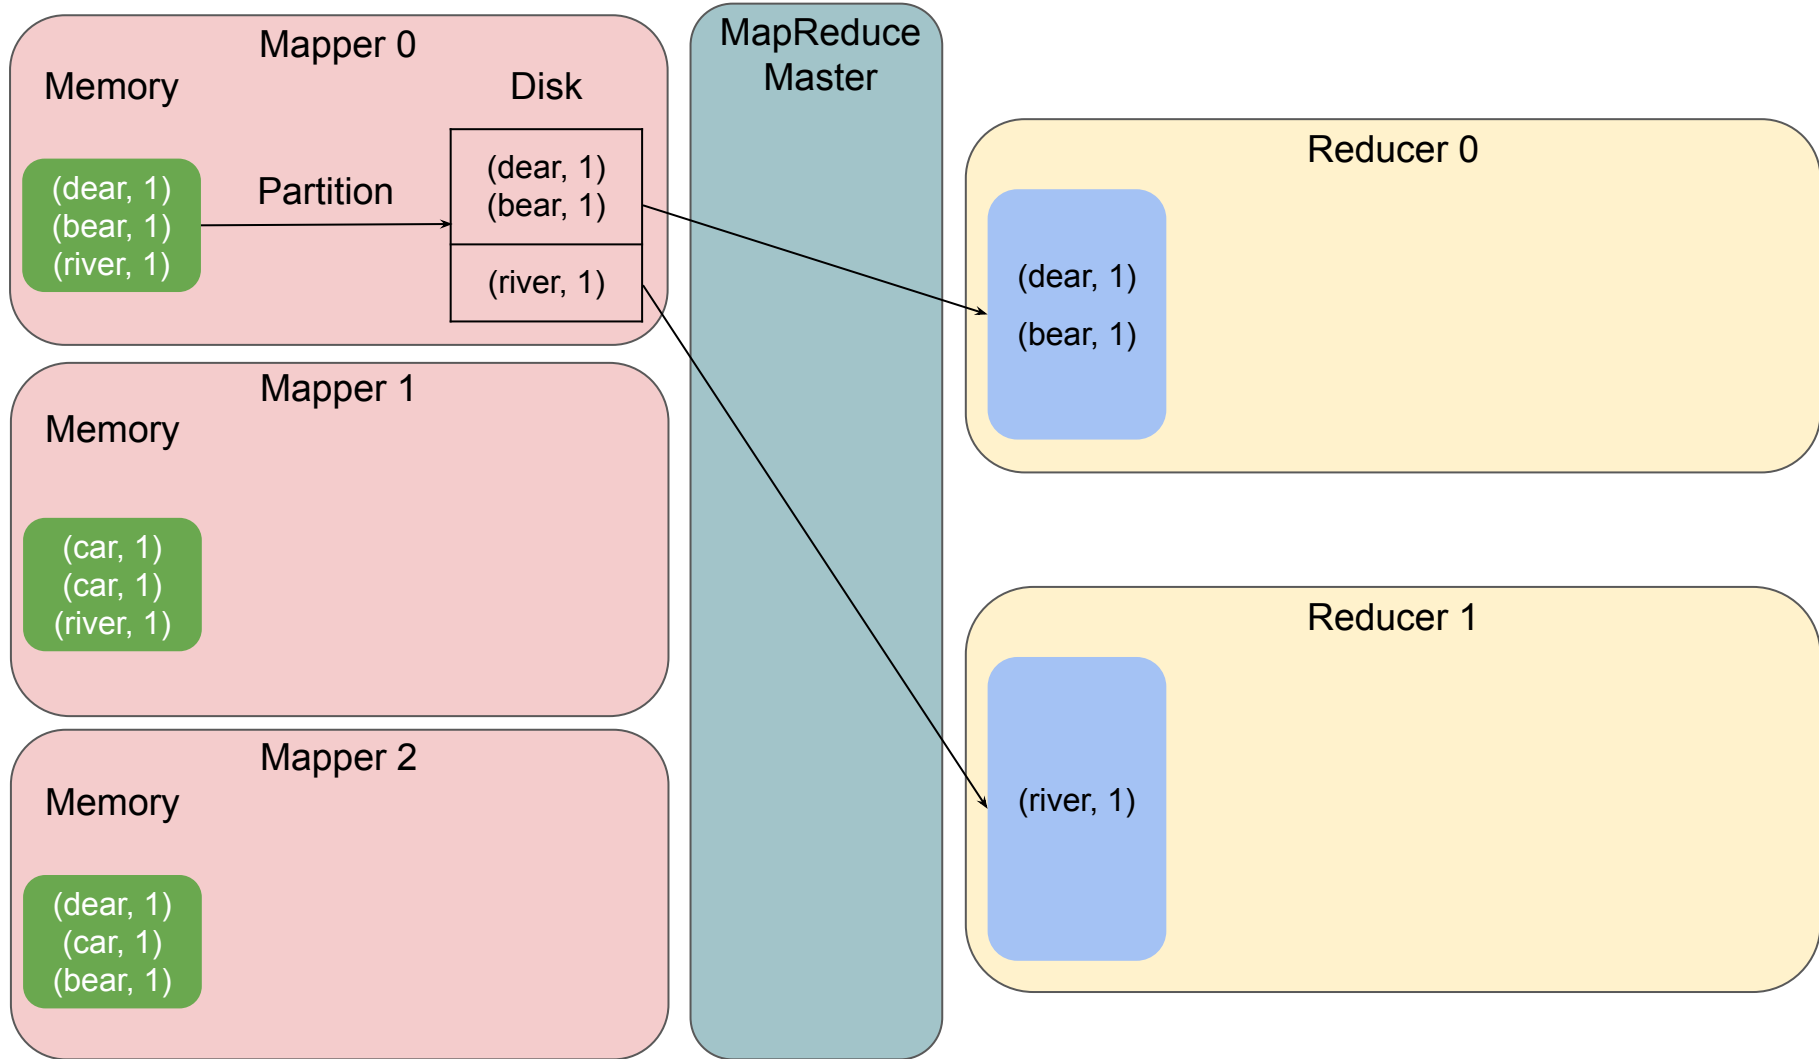 Mapper 0
Memory
Disk
(dear, 1)
(bear, 1)
(river, 1)
Partition
(dear, 1)
(bear, 1)
(river, 1)
Mapper 1
Memory
(car, 1)
(car, 1)
(river, 1)
Mapper 2
Memory
(dear, 1)
(car, 1)
(bear, 1)
MapReduce
Master
Reducer 0
(dear, 1)
(bear, 1)
Reducer 1
(river, 1)